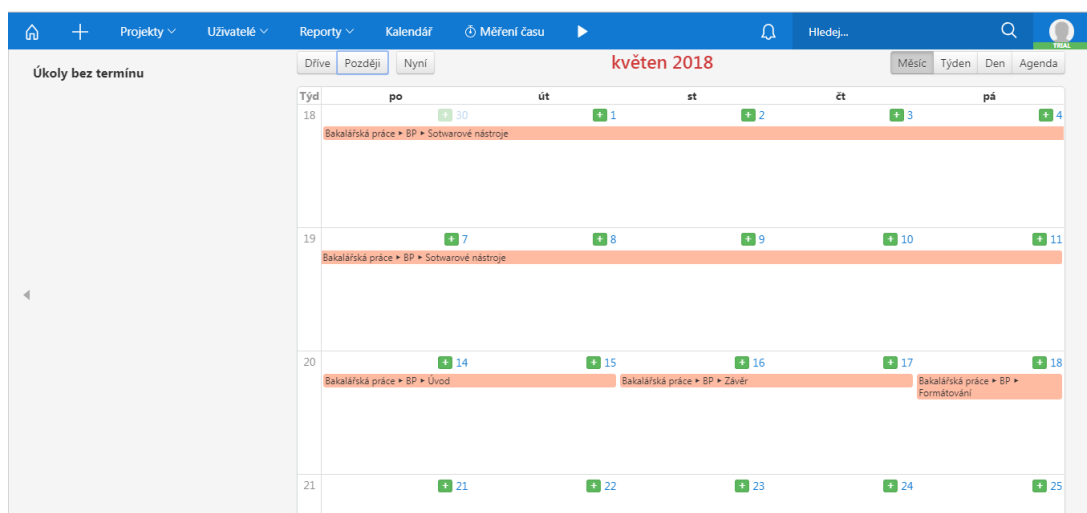 Projekty Uživatelé Reporty Kalendář Měření času Hledej... TRIAL
Úkoly bez termínu
Dříve Později Nyní květen 2018 Měsíc Týden Den Agenda
Týd po út st čt pá
18 + 30 + 1 + 2 + 3 + 4
Bakalářská práce ▸ BP ▸ Sotwarové nástroje
19 + 7 + 8 + 9 + 10 + 11
Bakalářská práce ▸ BP ▸ Sotwarové nástroje
20 + 14 + 15 + 16 + 17 + 18
Bakalářská práce ▸ BP ▸ Úvod Bakalářská práce ▸ BP ▸ Závěr Bakalářská práce ▸ BP ▸
Formátování
21 + 21 + 22 + 23 + 24 + 25